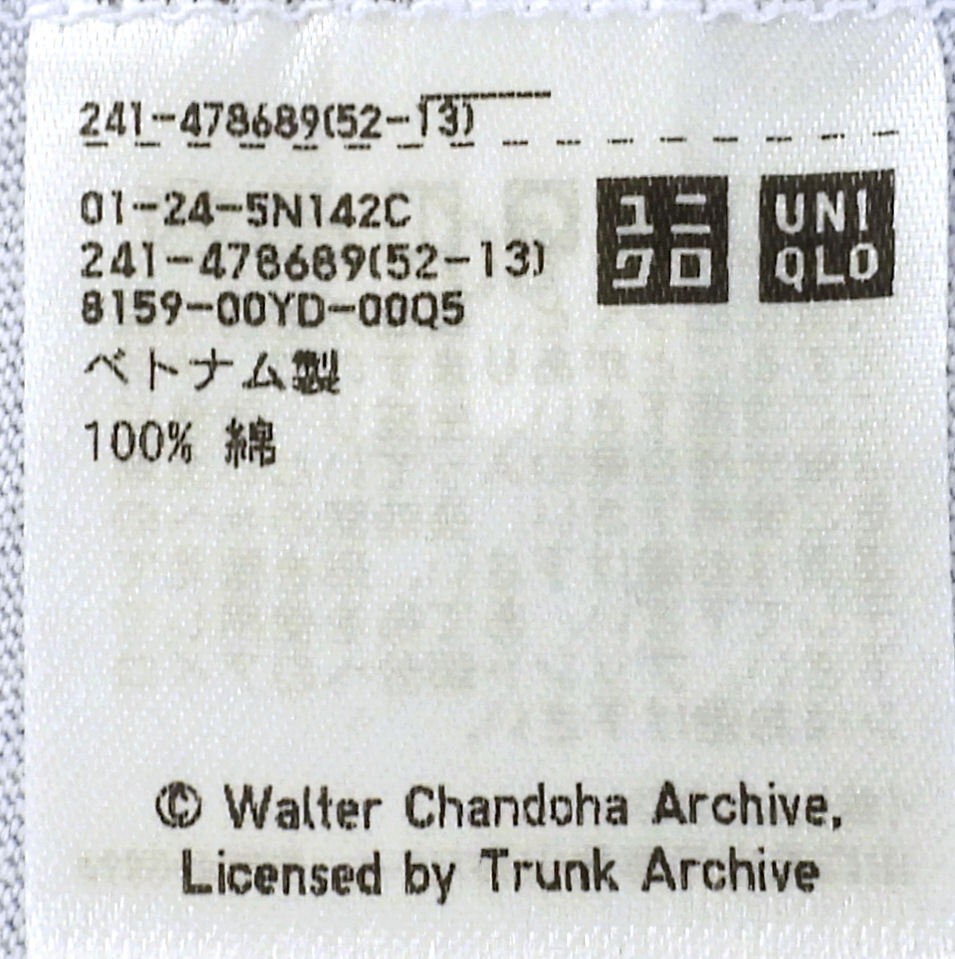 241-478689(52-13)
01-24-5N142C
241-478689(52-13)
8159-00YD-00Q5
ユニ
クロ
UNI
QLO
ベトナム製
100% 綿
© Walter Chandoha Archive,
Licensed by Trunk Archive